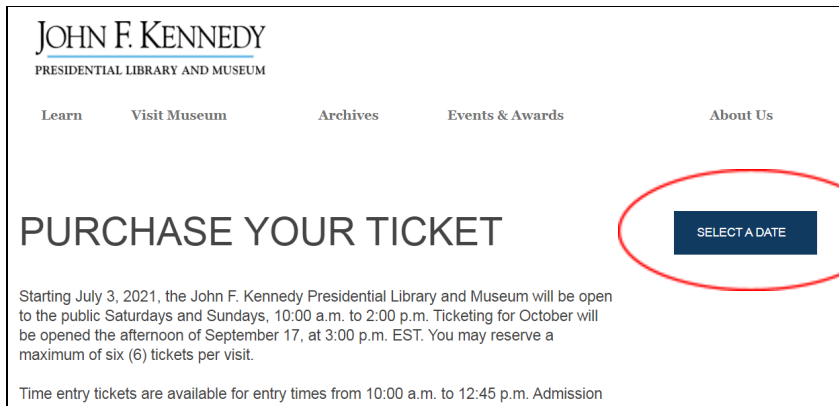 JOHN F. KENNEDY
PRESIDENTIAL LIBRARY AND MUSEUM
Learn Visit Museum Archives Events & Awards About Us
PURCHASE YOUR TICKET
SELECT A DATE
Starting July 3, 2021, the John F. Kennedy Presidential Library and Museum will be open
to the public Saturdays and Sundays, 10:00 a.m. to 2:00 p.m. Ticketing for October will
be opened the afternoon of September 17, at 3:00 p.m. EST. You may reserve a
maximum of six (6) tickets per visit.
Time entry tickets are available for entry times from 10:00 a.m. to 12:45 p.m. Admission